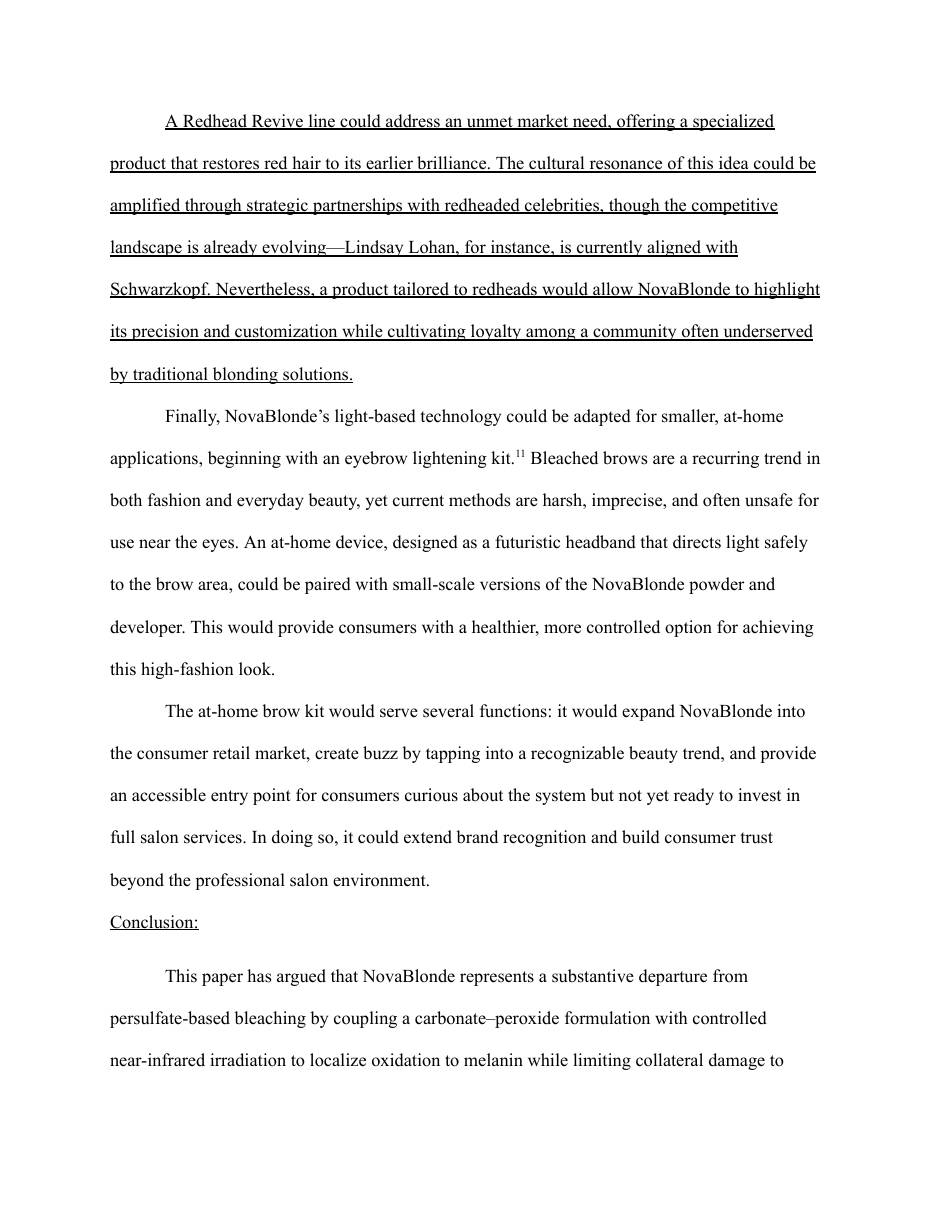 A Redhead Revive line could address an unmet market need, offering a specialized
product that restores red hair to its earlier brilliance. The cultural resonance of this idea could be
amplified through strategic partnerships with redheaded celebrities, though the competitive
landscape is already evolving—Lindsay Lohan, for instance, is currently aligned with
Schwarzkopf. Nevertheless, a product tailored to redheads would allow NovaBlonde to highlight
its precision and customization while cultivating loyalty among a community often underserved
by traditional blonding solutions.
Finally, NovaBlonde’s light-based technology could be adapted for smaller, at-home
applications, beginning with an eyebrow lightening kit.11 Bleached brows are a recurring trend in
both fashion and everyday beauty, yet current methods are harsh, imprecise, and often unsafe for
use near the eyes. An at-home device, designed as a futuristic headband that directs light safely
to the brow area, could be paired with small-scale versions of the NovaBlonde powder and
developer. This would provide consumers with a healthier, more controlled option for achieving
this high-fashion look.
The at-home brow kit would serve several functions: it would expand NovaBlonde into
the consumer retail market, create buzz by tapping into a recognizable beauty trend, and provide
an accessible entry point for consumers curious about the system but not yet ready to invest in
full salon services. In doing so, it could extend brand recognition and build consumer trust
beyond the professional salon environment.
Conclusion:
This paper has argued that NovaBlonde represents a substantive departure from
persulfate-based bleaching by coupling a carbonate–peroxide formulation with controlled
near-infrared irradiation to localize oxidation to melanin while limiting collateral damage to